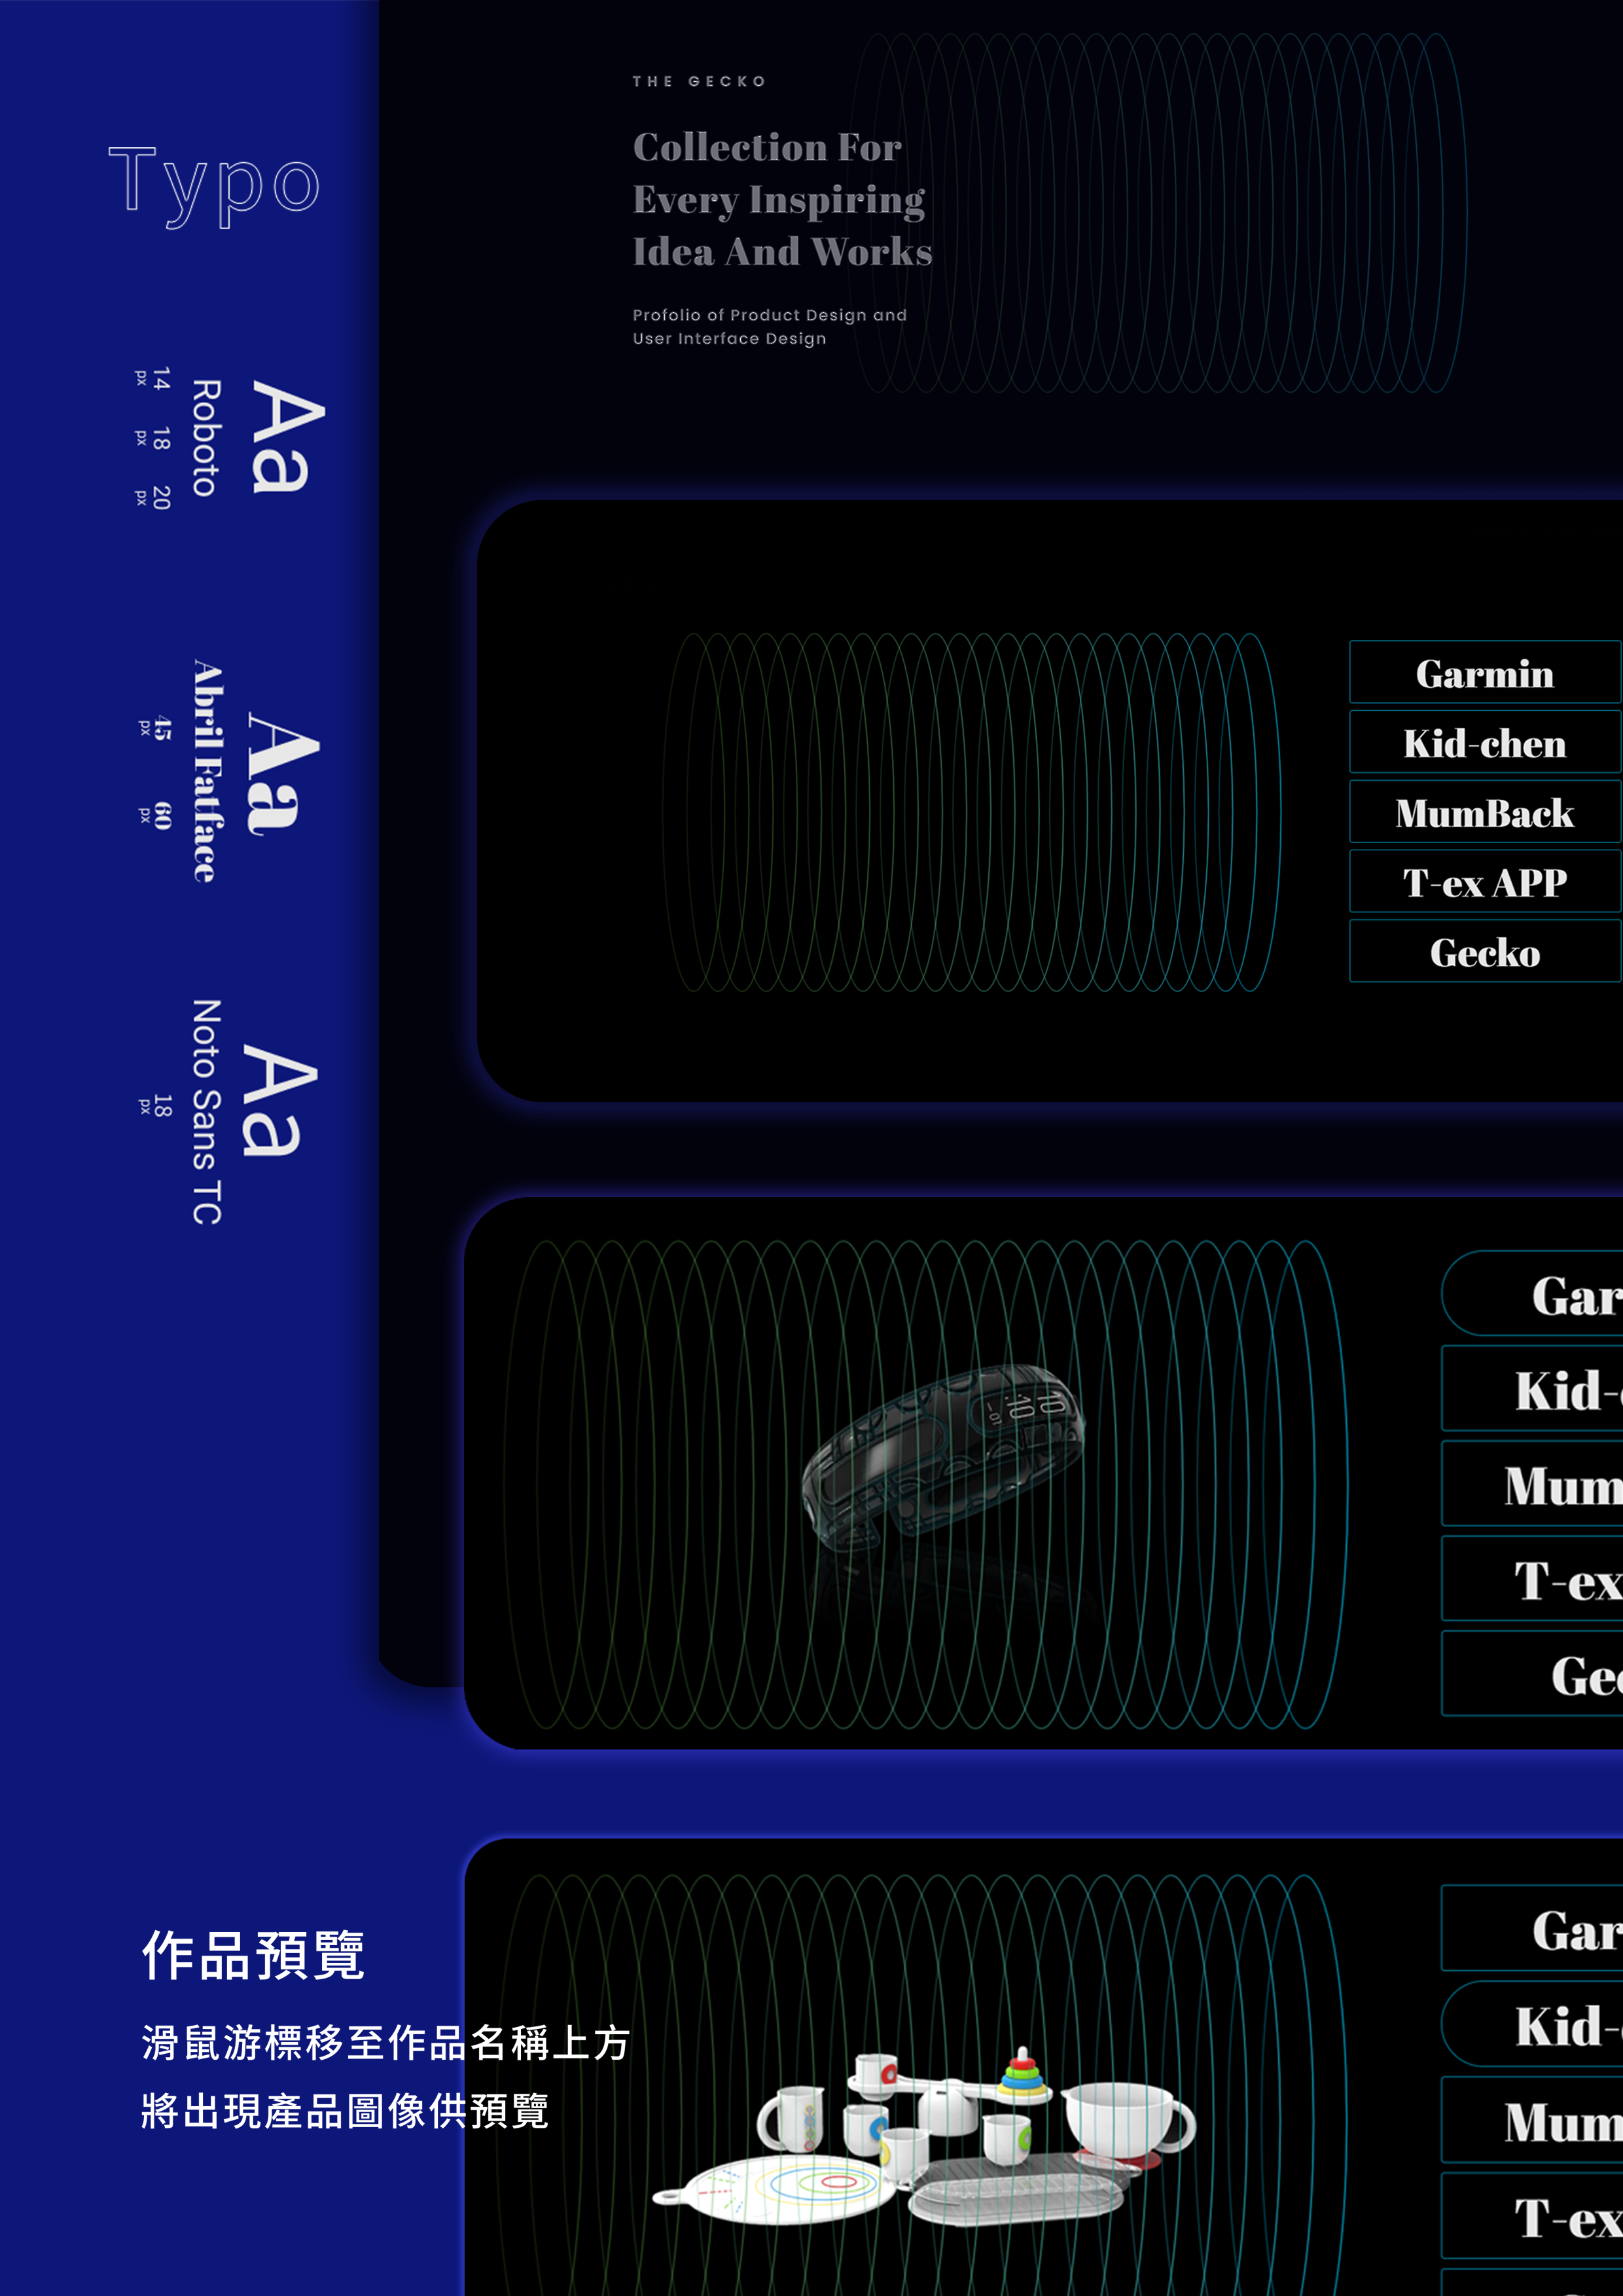 Typo
Aa
Roboto
14 px 18 px 20 px
Aa
Abril Fatface
45 px 60 px
Aa
Noto Sans TC
18 px
THE GECKO
Collection For
Every Inspiring
Idea And Works
Profolio of Product Design and
User Interface Design
Garmin
Kid-chen
MumBack
T-ex APP
Gecko
10
10
Gar
Kid-
Mum
T-ex
Gec
作品預覽
滑鼠游標移至作品名稱上方
將出現產品圖像供預覽
Gar
Kid-
Mum
T-ex